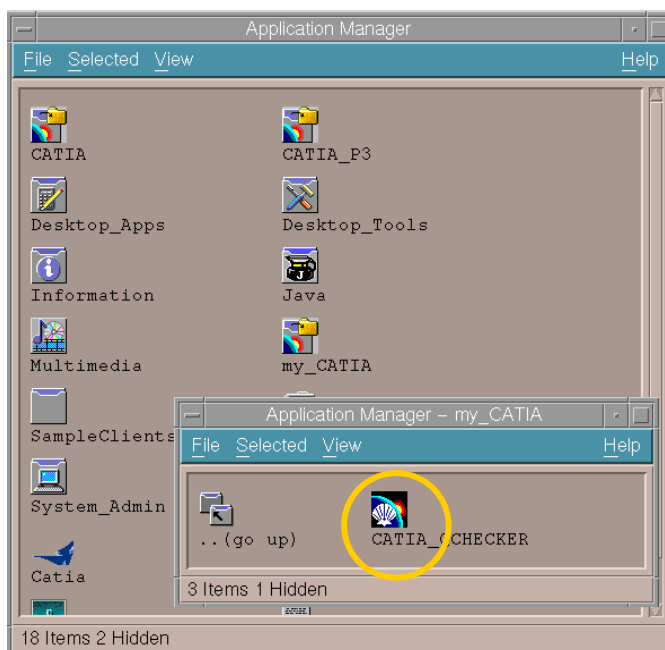 Application Manager
File Selected View Help
CATIA CATIA_P3
Desktop_Apps Desktop_Tools
Information Java
Multimedia my_CATIA
SampleClients
System_Admin
Catia
Application Manager – my_CATIA
File Selected View Help
..(go up) CATIA_QCHECKER
3 Items 1 Hidden
18 Items 2 Hidden